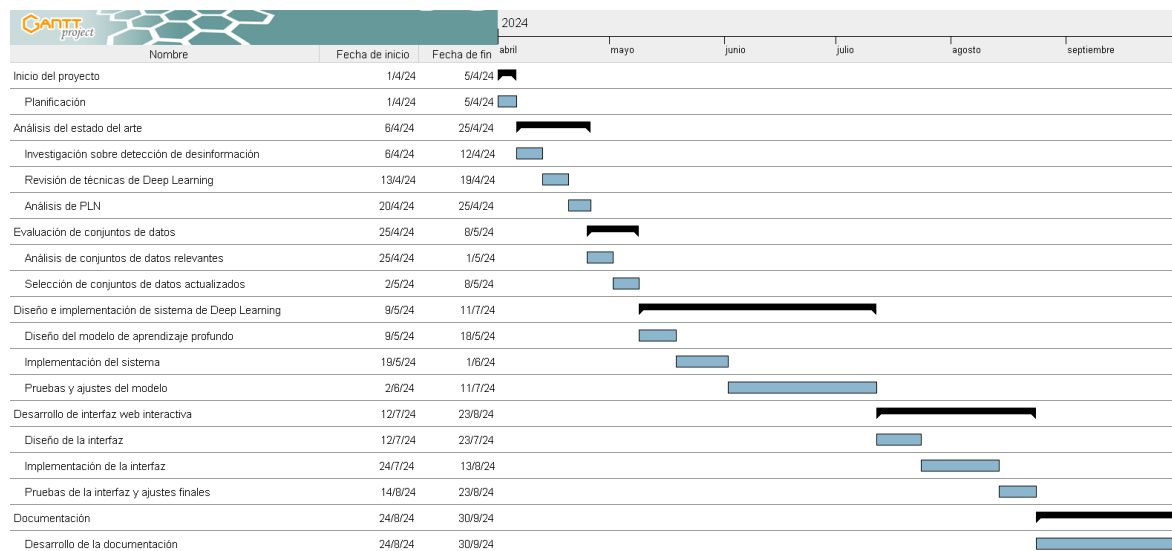 GANTT project
2024
Nombre Fecha de inicio Fecha de fin abril mayo junio julio agosto septiembre
Inicio del proyecto 1/4/24 5/4/24
Planificación 1/4/24 5/4/24
Análisis del estado del arte 6/4/24 25/4/24
Investigación sobre detección de desinformación 6/4/24 12/4/24
Revisión de técnicas de Deep Learning 13/4/24 19/4/24
Análisis de PLN 20/4/24 25/4/24
Evaluación de conjuntos de datos 25/4/24 8/5/24
Análisis de conjuntos de datos relevantes 25/4/24 1/5/24
Selección de conjuntos de datos actualizados 2/5/24 8/5/24
Diseño e implementación de sistema de Deep Learning 9/5/24 11/7/24
Diseño del modelo de aprendizaje profundo 9/5/24 18/5/24
Implementación del sistema 19/5/24 1/6/24
Pruebas y ajustes del modelo 2/6/24 11/7/24
Desarrollo de interfaz web interactiva 12/7/24 23/8/24
Diseño de la interfaz 12/7/24 23/7/24
Implementación de la interfaz 24/7/24 13/8/24
Pruebas de la interfaz y ajustes finales 14/8/24 23/8/24
Documentación 24/8/24 30/9/24
Desarrollo de la documentación 24/8/24 30/9/24